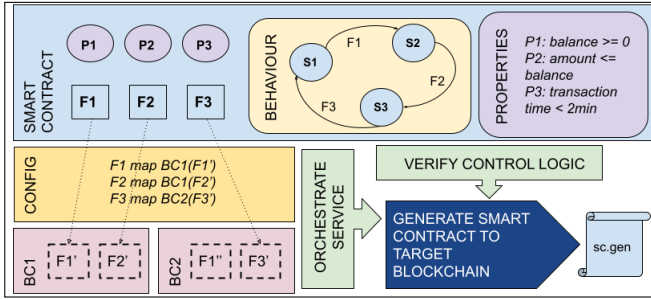 SMART
CONTRACT
P1
P2
P3
F1
F2
F3
BEHAVIOUR
S1
F1
S2
F2
S3
F3
PROPERTIES
P1: balance >= 0
P2: amount <=
balance
P3: transaction
time < 2min
CONFIG
F1 map BC1(F1')
F2 map BC1(F2')
F3 map BC2(F3')
BC1
F1'
F2'
BC2
F1''
F3'
ORCHESTRATE
SERVICE
VERIFY CONTROL LOGIC
GENERATE SMART
CONTRACT TO
TARGET
BLOCKCHAIN
sc.gen